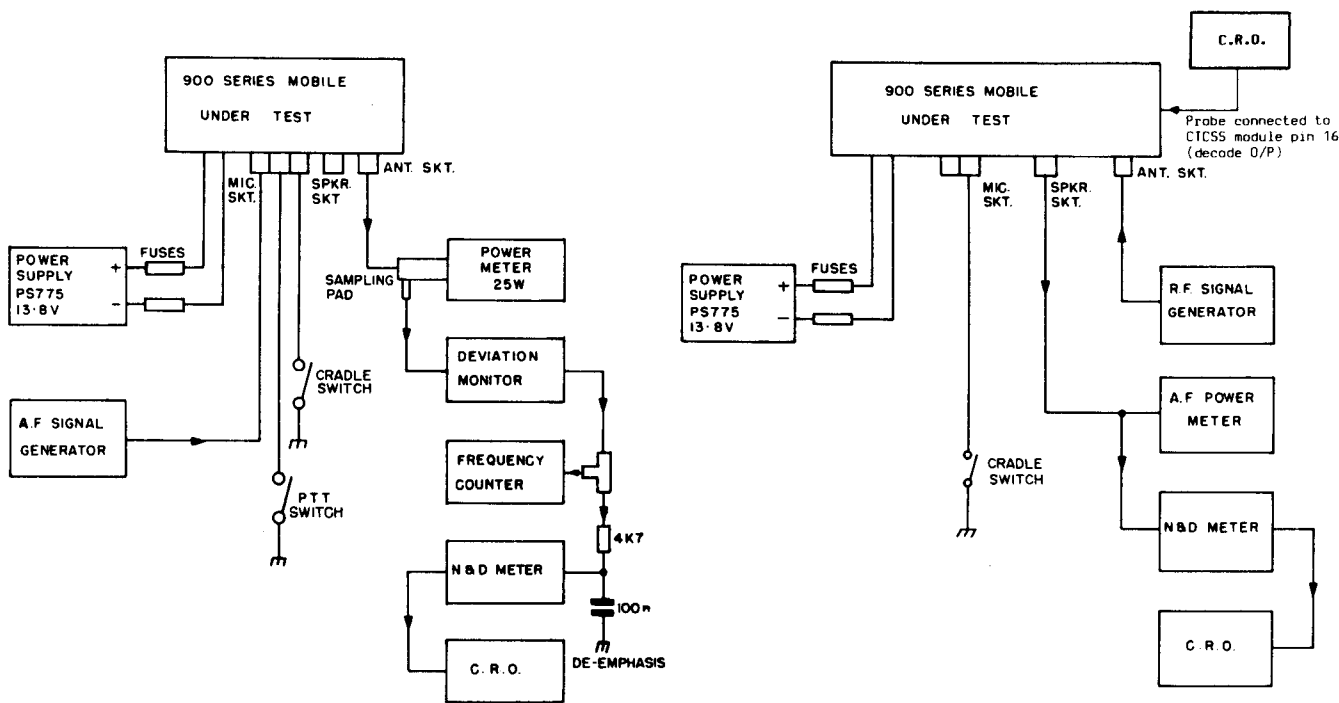 900 SERIES MOBILE
UNDER TEST
MIC.
SKT.
SPKR.
SKT
ANT. SKT.
POWER
SUPPLY
PS775
13·8V
+
−
FUSES
SAMPLING
PAD
POWER
METER
25W
DEVIATION
MONITOR
CRADLE
SWITCH
A.F SIGNAL
GENERATOR
PTT
SWITCH
FREQUENCY
COUNTER
4K7
N&D METER
100n
DE-EMPHASIS
C.R.O.
C.R.O.
900 SERIES MOBILE
UNDER TEST
Probe connected to
CTCSS module pin 16
(decode O/P)
MIC.
SKT.
SPKR.
SKT.
ANT. SKT.
POWER
SUPPLY
PS775
13·8V
+
−
FUSES
R.F. SIGNAL
GENERATOR
A.F POWER
METER
CRADLE
SWITCH
N&D METER
C.R.O.